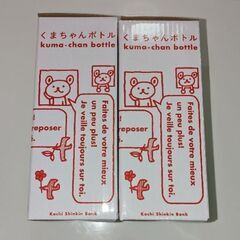 くまちゃんボトル
kuma-chan bottle
Faites de votre mieux
un peu plus!
Je veille toujours sur toi.
reposer
Kochi Shinkin Bank
くまちゃんボトル
kuma-chan bottle
Faites de votre mieux
un peu plus!
Je veille toujours sur toi.
reposer
Kochi Shinkin Bank